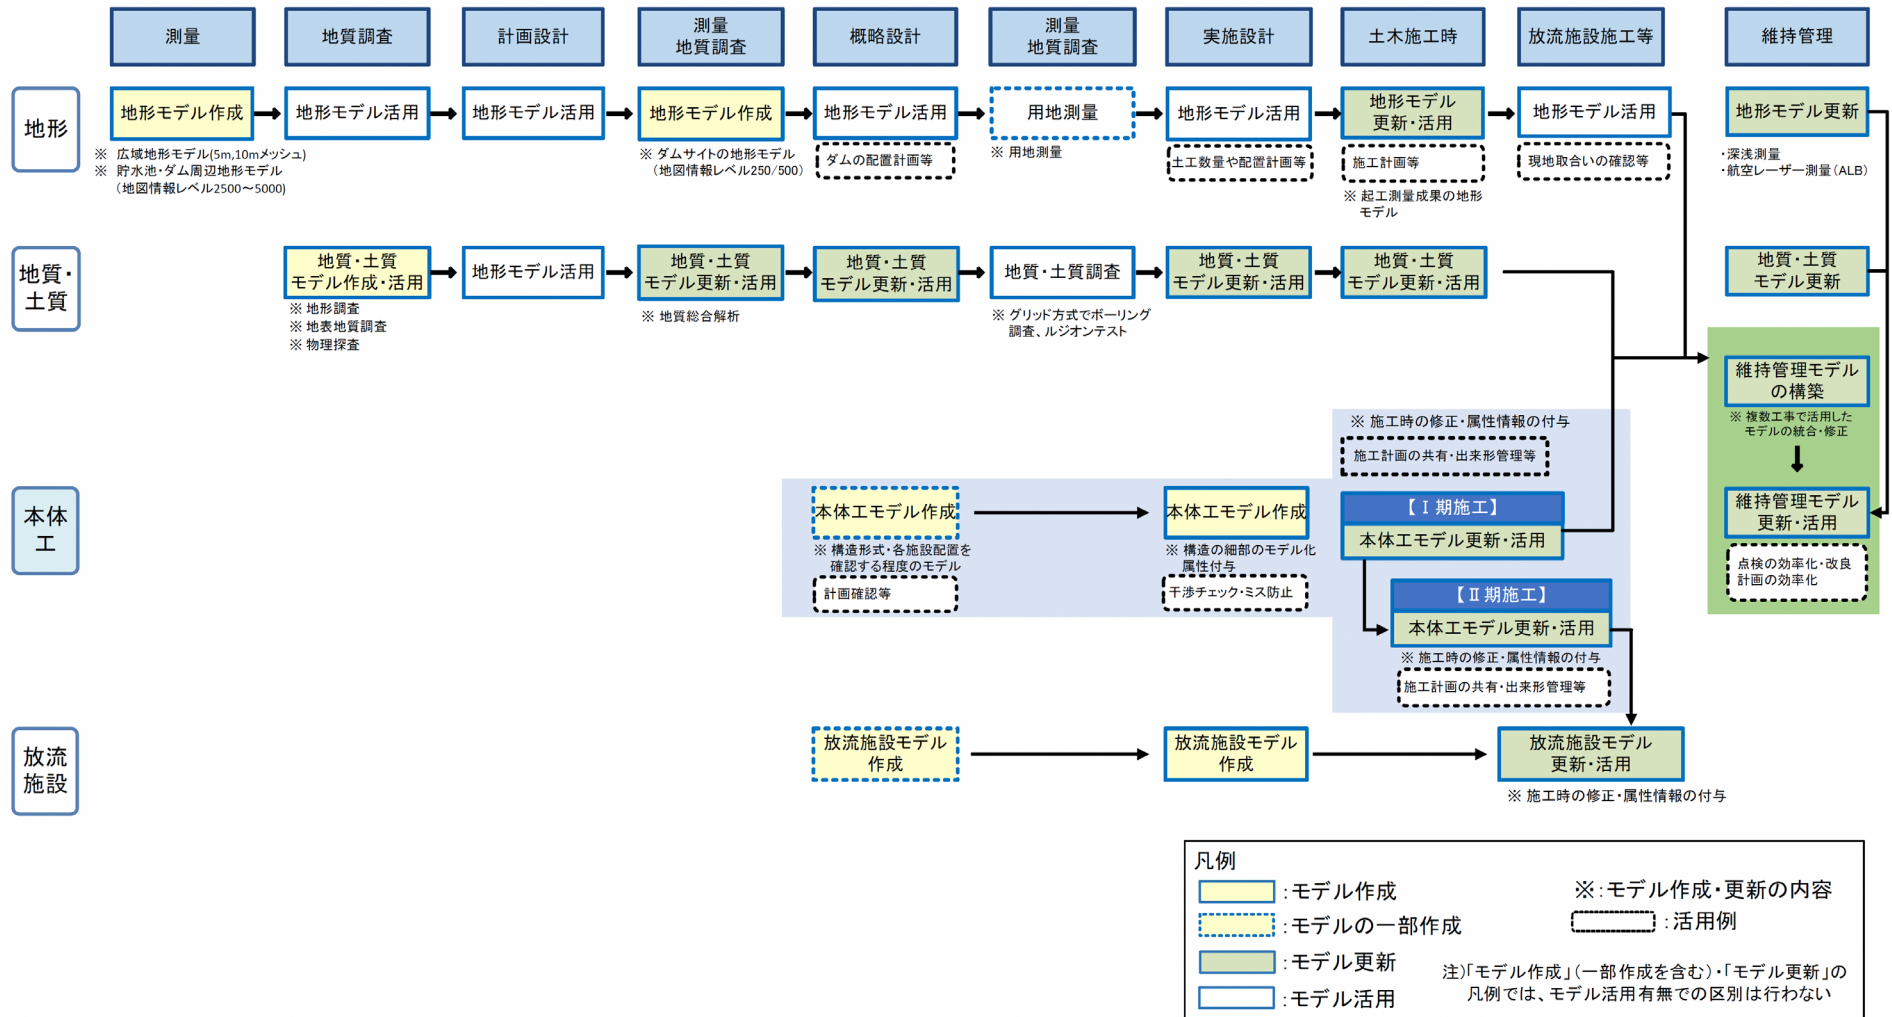 測量
地質調査
計画設計
測量
地質調査
概略設計
測量
地質調査
実施設計
土木施工時
放流施設施工等
維持管理
地形
地形モデル作成
地形モデル活用
地形モデル活用
地形モデル作成
地形モデル活用
用地測量
地形モデル活用
地形モデル
更新・活用
地形モデル活用
地形モデル更新
※ 広域地形モデル(5m,10mメッシュ)
※ 貯水池・ダム周辺地形モデル
（地図情報レベル2500～5000)
※ ダムサイトの地形モデル
（地図情報レベル250/500)
ダムの配置計画等
※ 用地測量
土工数量や配置計画等
施工計画等
※ 起工測量成果の地形
モデル
現地取合いの確認等
・深浅測量
・航空レーザー測量（ALB）
地質・
土質
地質・土質
モデル作成・活用
地形モデル活用
地質・土質
モデル更新・活用
地質・土質
モデル更新・活用
地質・土質調査
地質・土質
モデル更新・活用
地質・土質
モデル更新・活用
地質・土質
モデル更新
※ 地形調査
※ 地表地質調査
※ 物理探査
※ 地質総合解析
※ グリッド方式でボーリング
調査、ルジオンテスト
維持管理モデル
の構築
※ 複数工事で活用した
モデルの統合・修正
維持管理モデル
更新・活用
点検の効率化・改良
計画の効率化
本体
工
本体工モデル作成
※ 構造形式・各施設配置を
確認する程度のモデル
計画確認等
本体工モデル作成
※ 構造の細部のモデル化
属性付与
干渉チェック・ミス防止
※ 施工時の修正・属性情報の付与
施工計画の共有・出来形管理等
【Ⅰ期施工】
本体工モデル更新・活用
【Ⅱ期施工】
本体工モデル更新・活用
※ 施工時の修正・属性情報の付与
施工計画の共有・出来形管理等
放流
施設
放流施設モデル
作成
放流施設モデル
作成
放流施設モデル
更新・活用
※ 施工時の修正・属性情報の付与
凡例
：モデル作成
：モデルの一部作成
：モデル更新
：モデル活用
※：モデル作成・更新の内容
：活用例
注)「モデル作成」（一部作成を含む）・「モデル更新」の
凡例では、モデル活用有無での区別は行わない